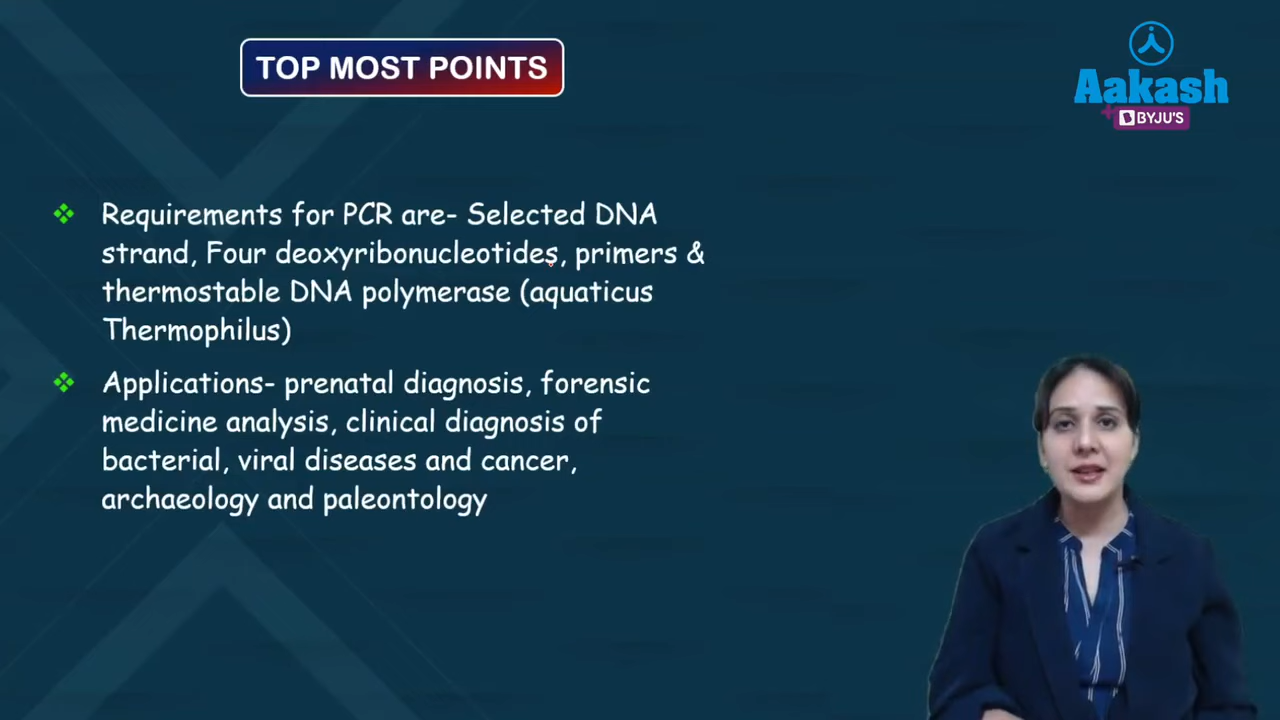 TOP MOST POINTS
Aakash
+ BYJU'S
Requirements for PCR are- Selected DNA
strand, Four deoxyribonucleotides, primers &
thermostable DNA polymerase (aquaticus
Thermophilus)
Applications- prenatal diagnosis, forensic
medicine analysis, clinical diagnosis of
bacterial, viral diseases and cancer,
archaeology and paleontology